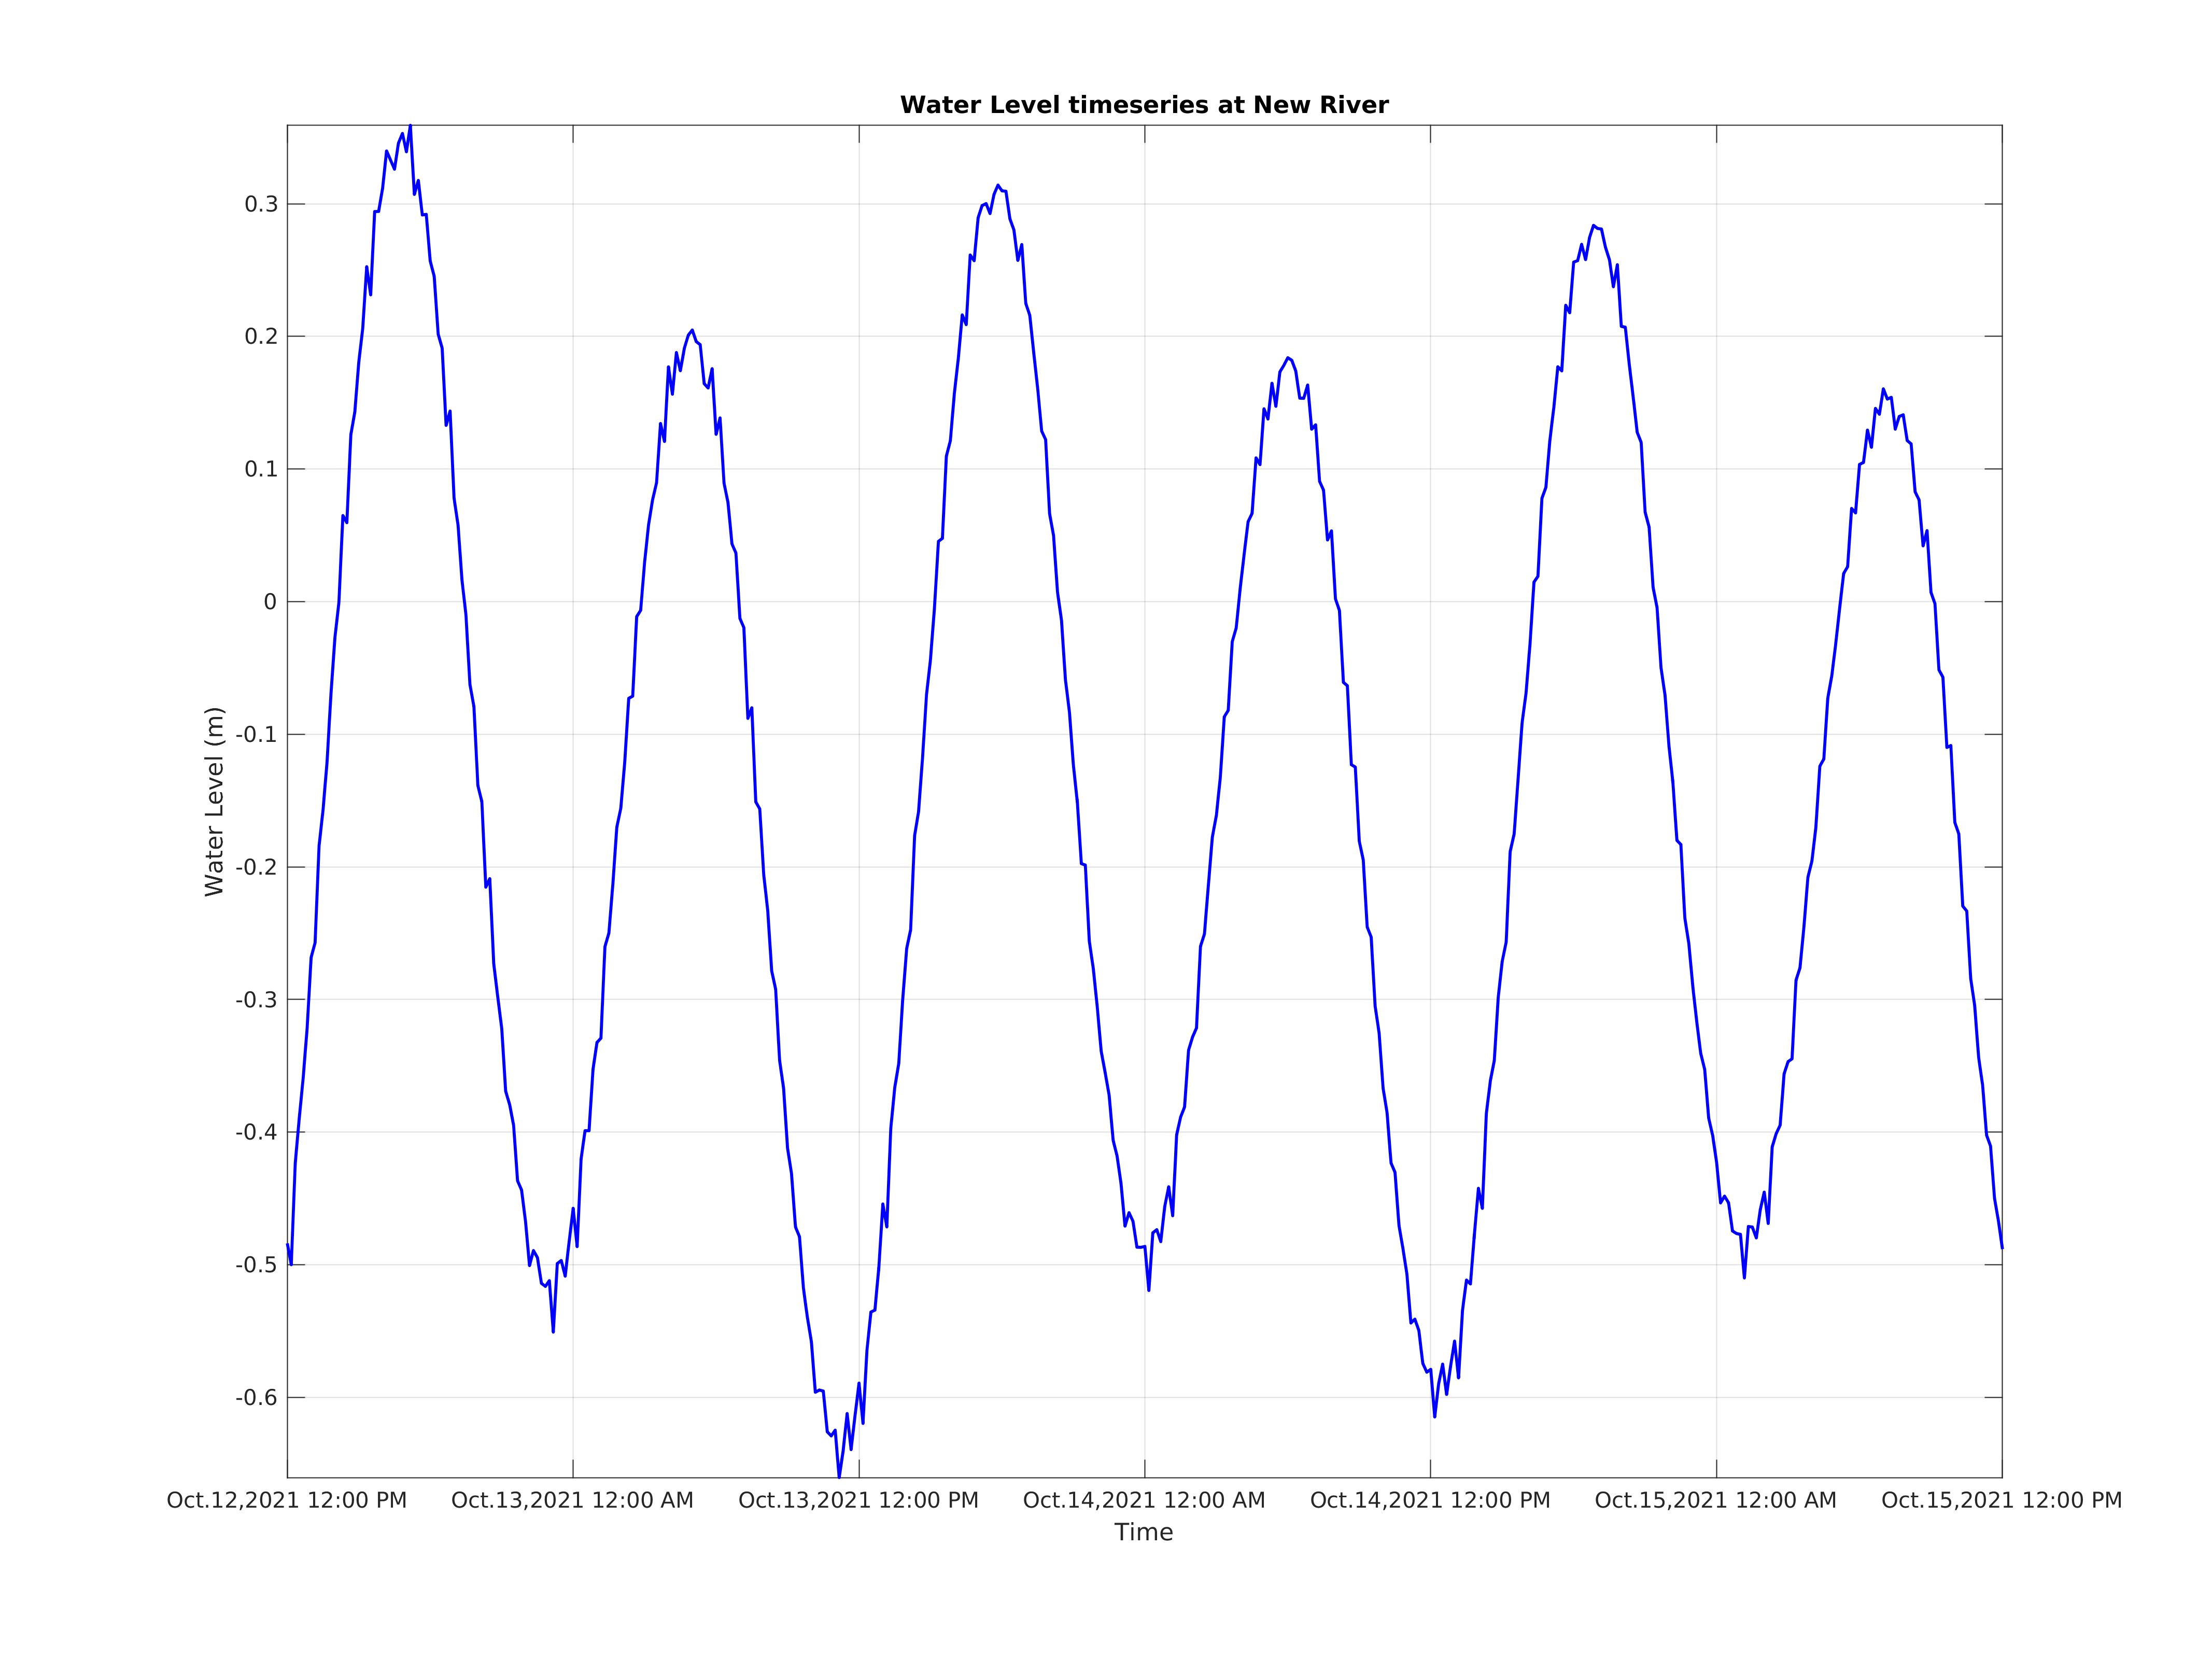 Water Level timeseries at New River
0.3
0.2
0.1
0
-0.1
-0.2
-0.3
-0.4
-0.5
-0.6
Water Level (m)
Oct.12,2021 12:00 PM Oct.13,2021 12:00 AM Oct.13,2021 12:00 PM Oct.14,2021 12:00 AM Oct.14,2021 12:00 PM Oct.15,2021 12:00 AM Oct.15,2021 12:00 PM
Time